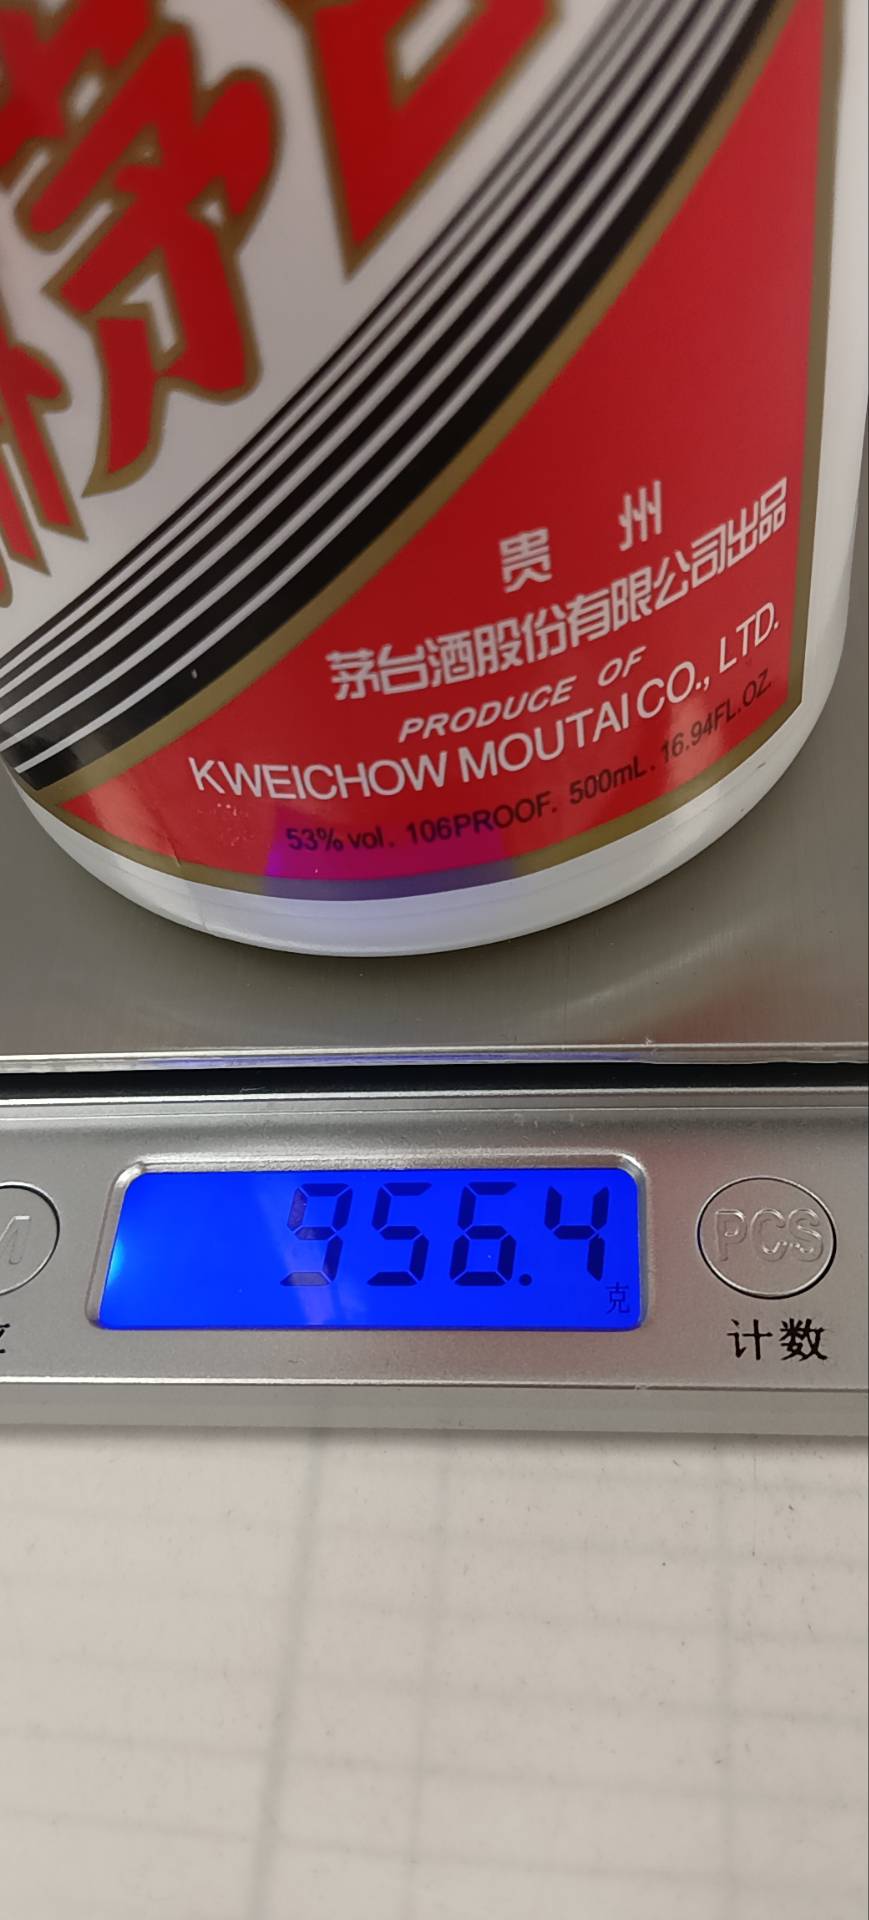 贵州
茅台酒股份有限公司出品
PRODUCE OF
KWEICHOW MOUTAI CO., LTD.
53% vol. 106PROOF. 500mL. 16.94FL.OZ
956.4
克
PCS
计数